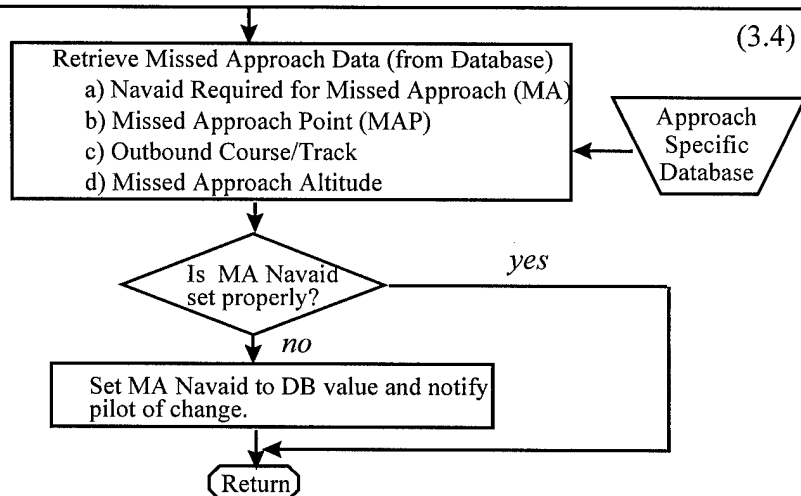 (3.4)
Retrieve Missed Approach Data (from Database)
a) Navaid Required for Missed Approach (MA)
b) Missed Approach Point (MAP)
c) Outbound Course/Track
d) Missed Approach Altitude
Approach
Specific
Database
Is MA Navaid
set properly?
yes
no
Set MA Navaid to DB value and notify
pilot of change.
Return